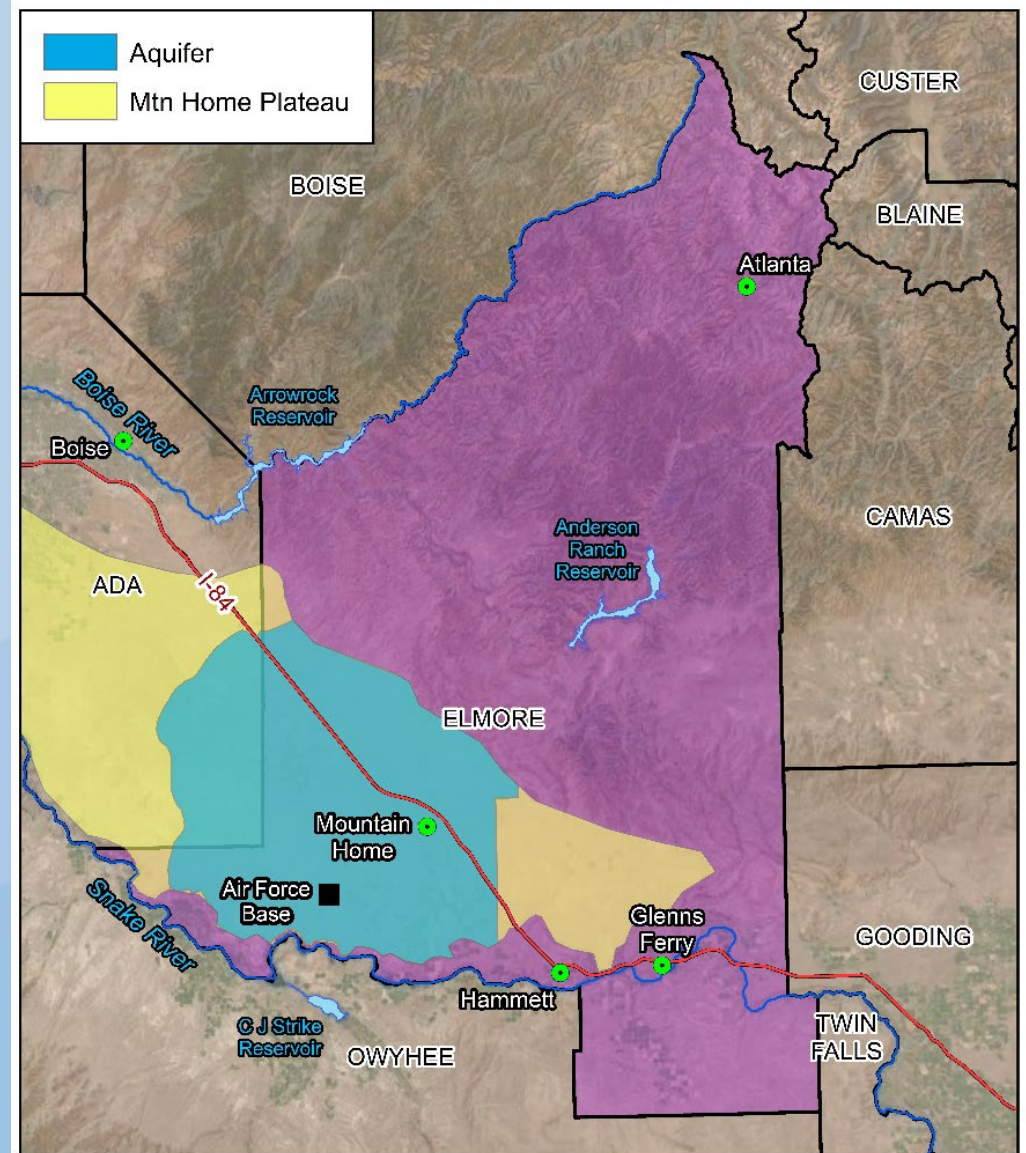 Aquifer
Mtn Home Plateau
CUSTER
BOISE
BLAINE
Atlanta
Boise River
Arrowrock
Reservoir
Boise
CAMAS
Anderson
Ranch
Reservoir
ADA
I-84
ELMORE
Mountain
Home
Air Force
Base
Snake River
Glenns
Ferry
GOODING
Hammett
C J Strike
Reservoir
OWYHEE
TWIN
FALLS